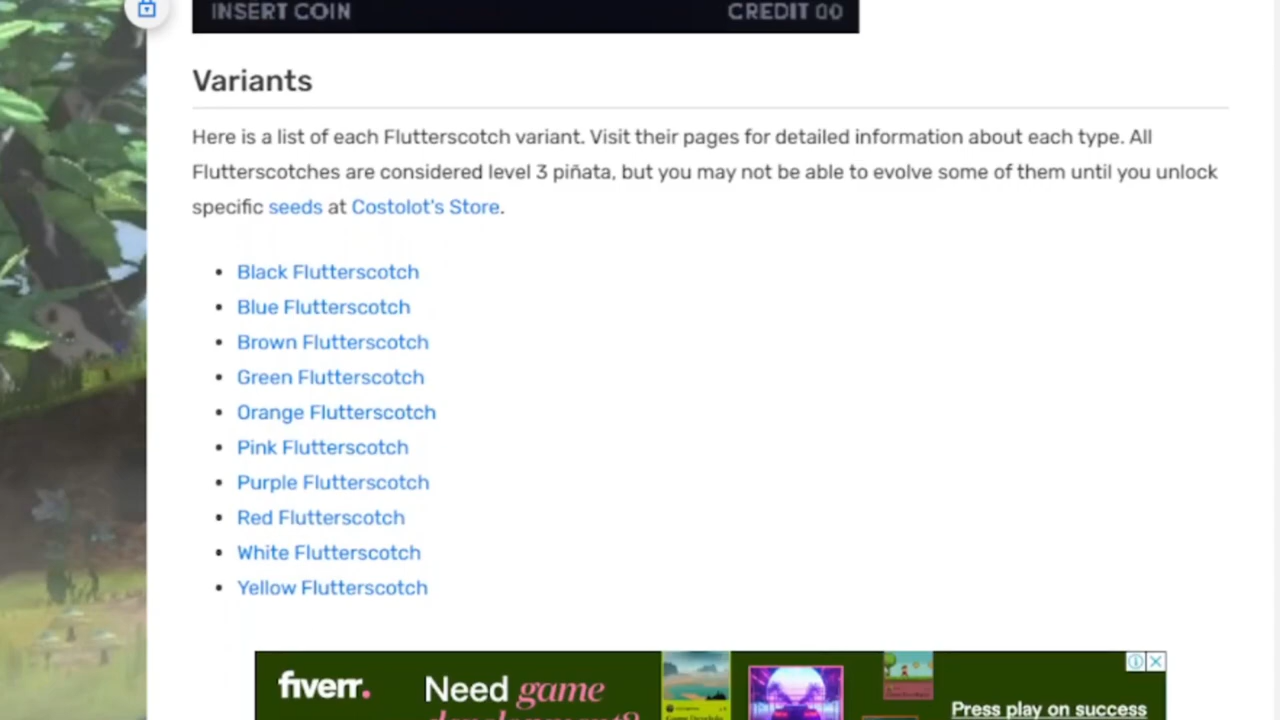 INSERT COIN CREDIT 00
Variants
Here is a list of each Flutterscotch variant. Visit their pages for detailed information about each type. All
Flutterscotches are considered level 3 piñata, but you may not be able to evolve some of them until you unlock
specific seeds at Costolot's Store.
• Black Flutterscotch
• Blue Flutterscotch
• Brown Flutterscotch
• Green Flutterscotch
• Orange Flutterscotch
• Pink Flutterscotch
• Purple Flutterscotch
• Red Flutterscotch
• White Flutterscotch
• Yellow Flutterscotch
fiverr.
Need game
development?
Press play on success